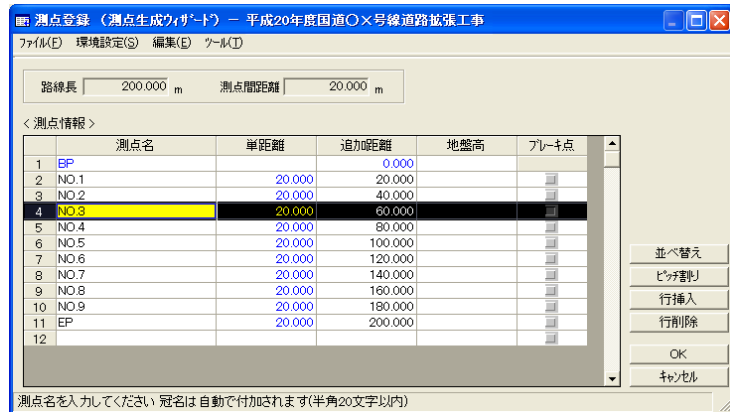 測点登録 （測点生成ウィザード） － 平成20年度国道○×号線道路拡張工事
ファイル(F) 環境設定(S) 編集(E) ツール(T)
路線長 200.000 m 測点間距離 20.000 m
＜測点情報＞
測点名 単距離 追加距離 地盤高 ブレーキ点
1 BP 0.000
2 NO.1 20.000 20.000
3 NO.2 20.000 40.000
4 NO.3 20.000 60.000
5 NO.4 20.000 80.000
6 NO.5 20.000 100.000
7 NO.6 20.000 120.000
8 NO.7 20.000 140.000
9 NO.8 20.000 160.000
10 NO.9 20.000 180.000
11 EP 20.000 200.000
12
並べ替え
ピッチ割り
行挿入
行削除
OK
キャンセル
測点名を入力してください 冠名は自動で付加されます(半角20文字以内)